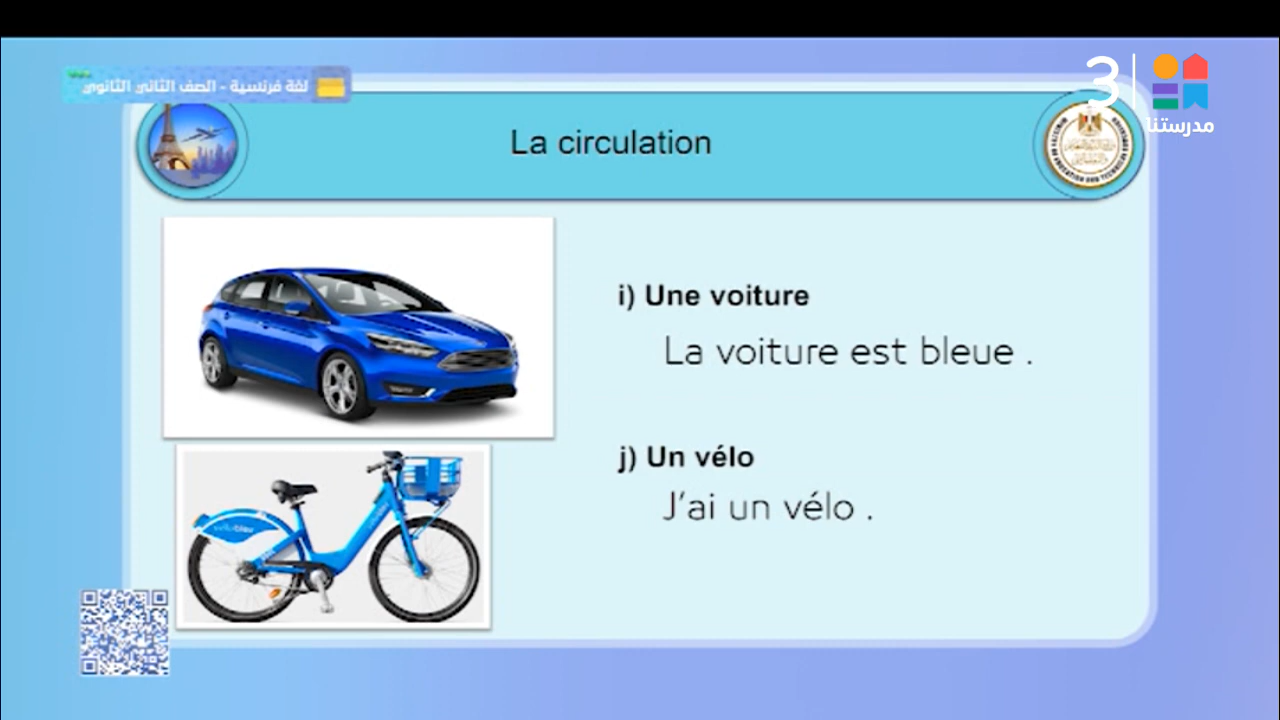 لغة فرنسية - الصف الثاني الثانوي
3
مدرستنا
La circulation
i) Une voiture
La voiture est bleue .
j) Un vélo
J'ai un vélo .